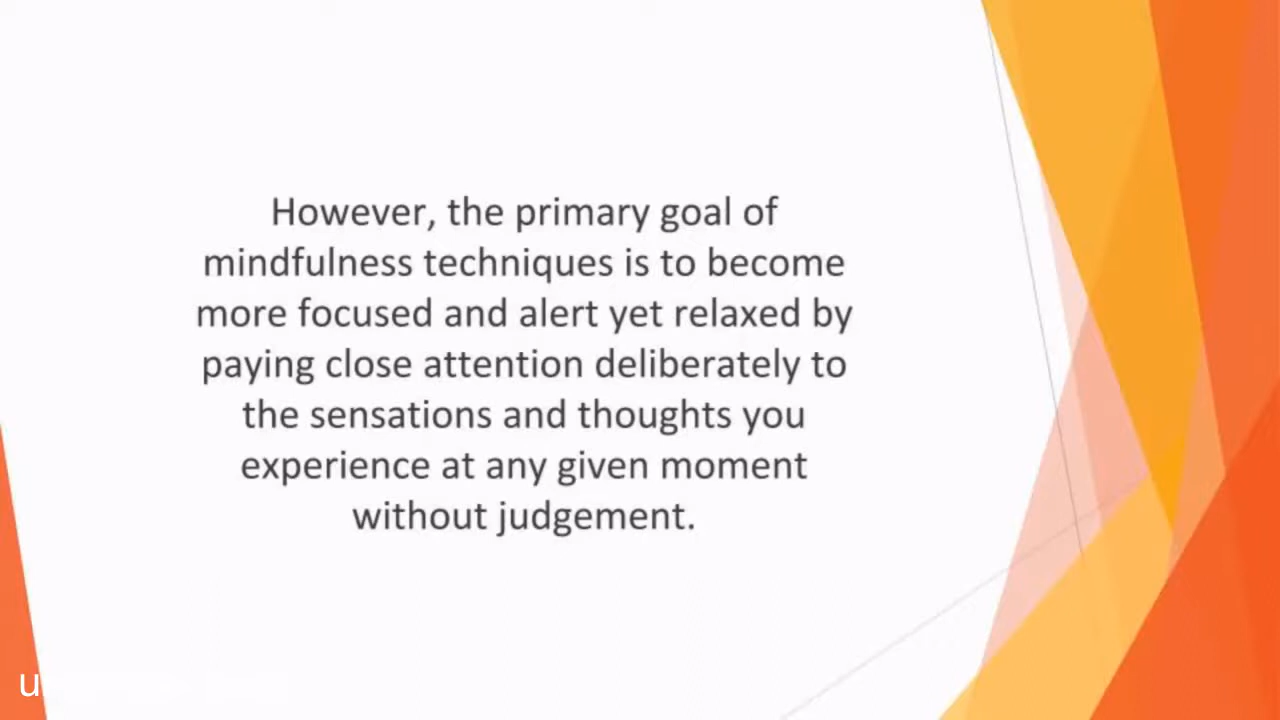 However, the primary goal of
mindfulness techniques is to become
more focused and alert yet relaxed by
paying close attention deliberately to
the sensations and thoughts you
experience at any given moment
without judgement.